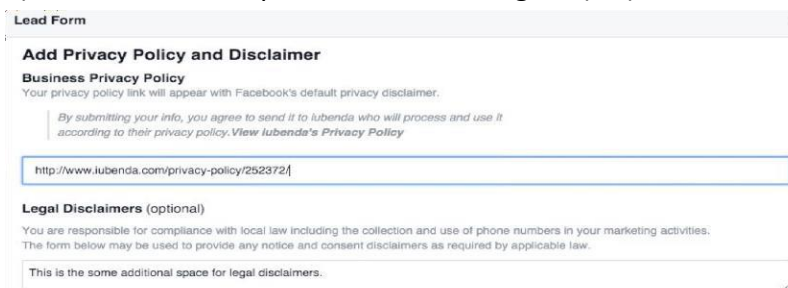 Lead Form
Add Privacy Policy and Disclaimer
Business Privacy Policy
Your privacy policy link will appear with Facebook's default privacy disclaimer.
By submitting your info, you agree to send it to iubenda who will process and use it
according to their privacy policy.View iubenda's Privacy Policy
http://www.iubenda.com/privacy-policy/252372/
Legal Disclaimers (optional)
You are responsible for compliance with local law including the collection and use of phone numbers in your marketing activities.
The form below may be used to provide any notice and consent disclaimers as required by applicable law.
This is the some additional space for legal disclaimers.